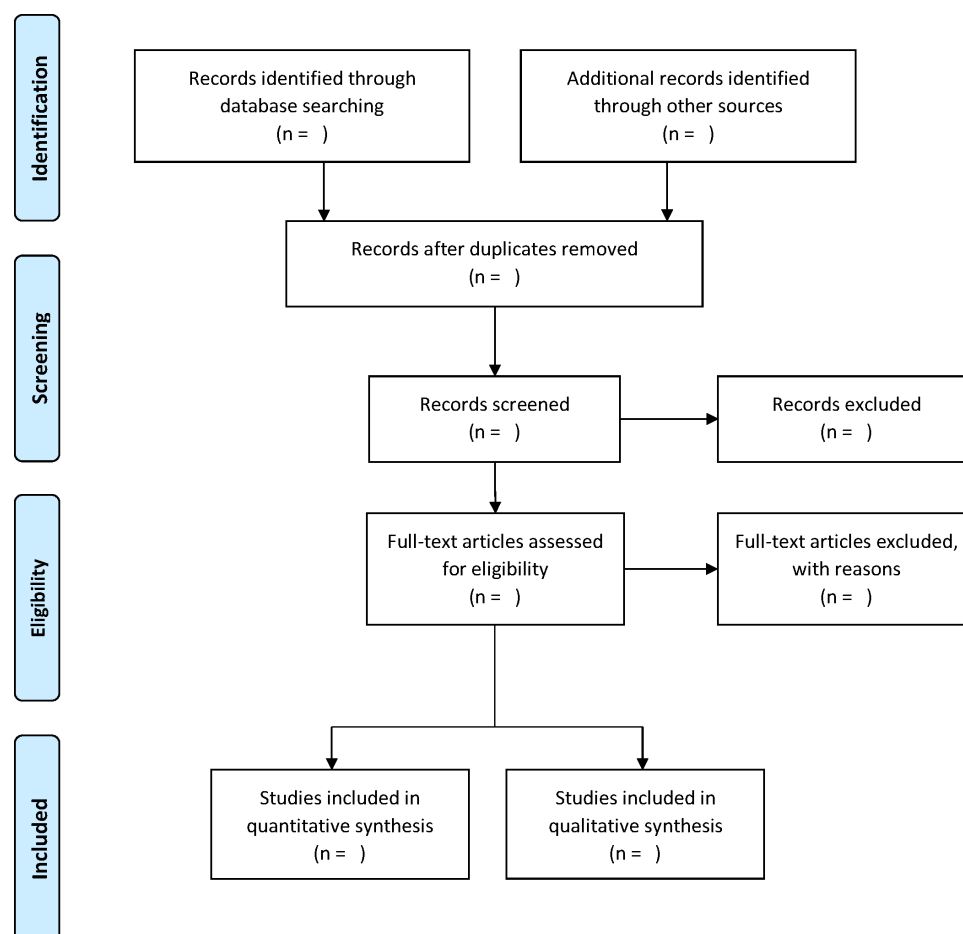 Identification
Records identified through
database searching
(n =   )
Additional records identified
through other sources
(n =   )
Records after duplicates removed
(n =   )
Screening
Records screened
(n =   )
Records excluded
(n =   )
Eligibility
Full-text articles assessed
for eligibility
(n =   )
Full-text articles excluded,
with reasons
(n =   )
Included
Studies included in
quantitative synthesis
(n =   )
Studies included in
qualitative synthesis
(n =   )